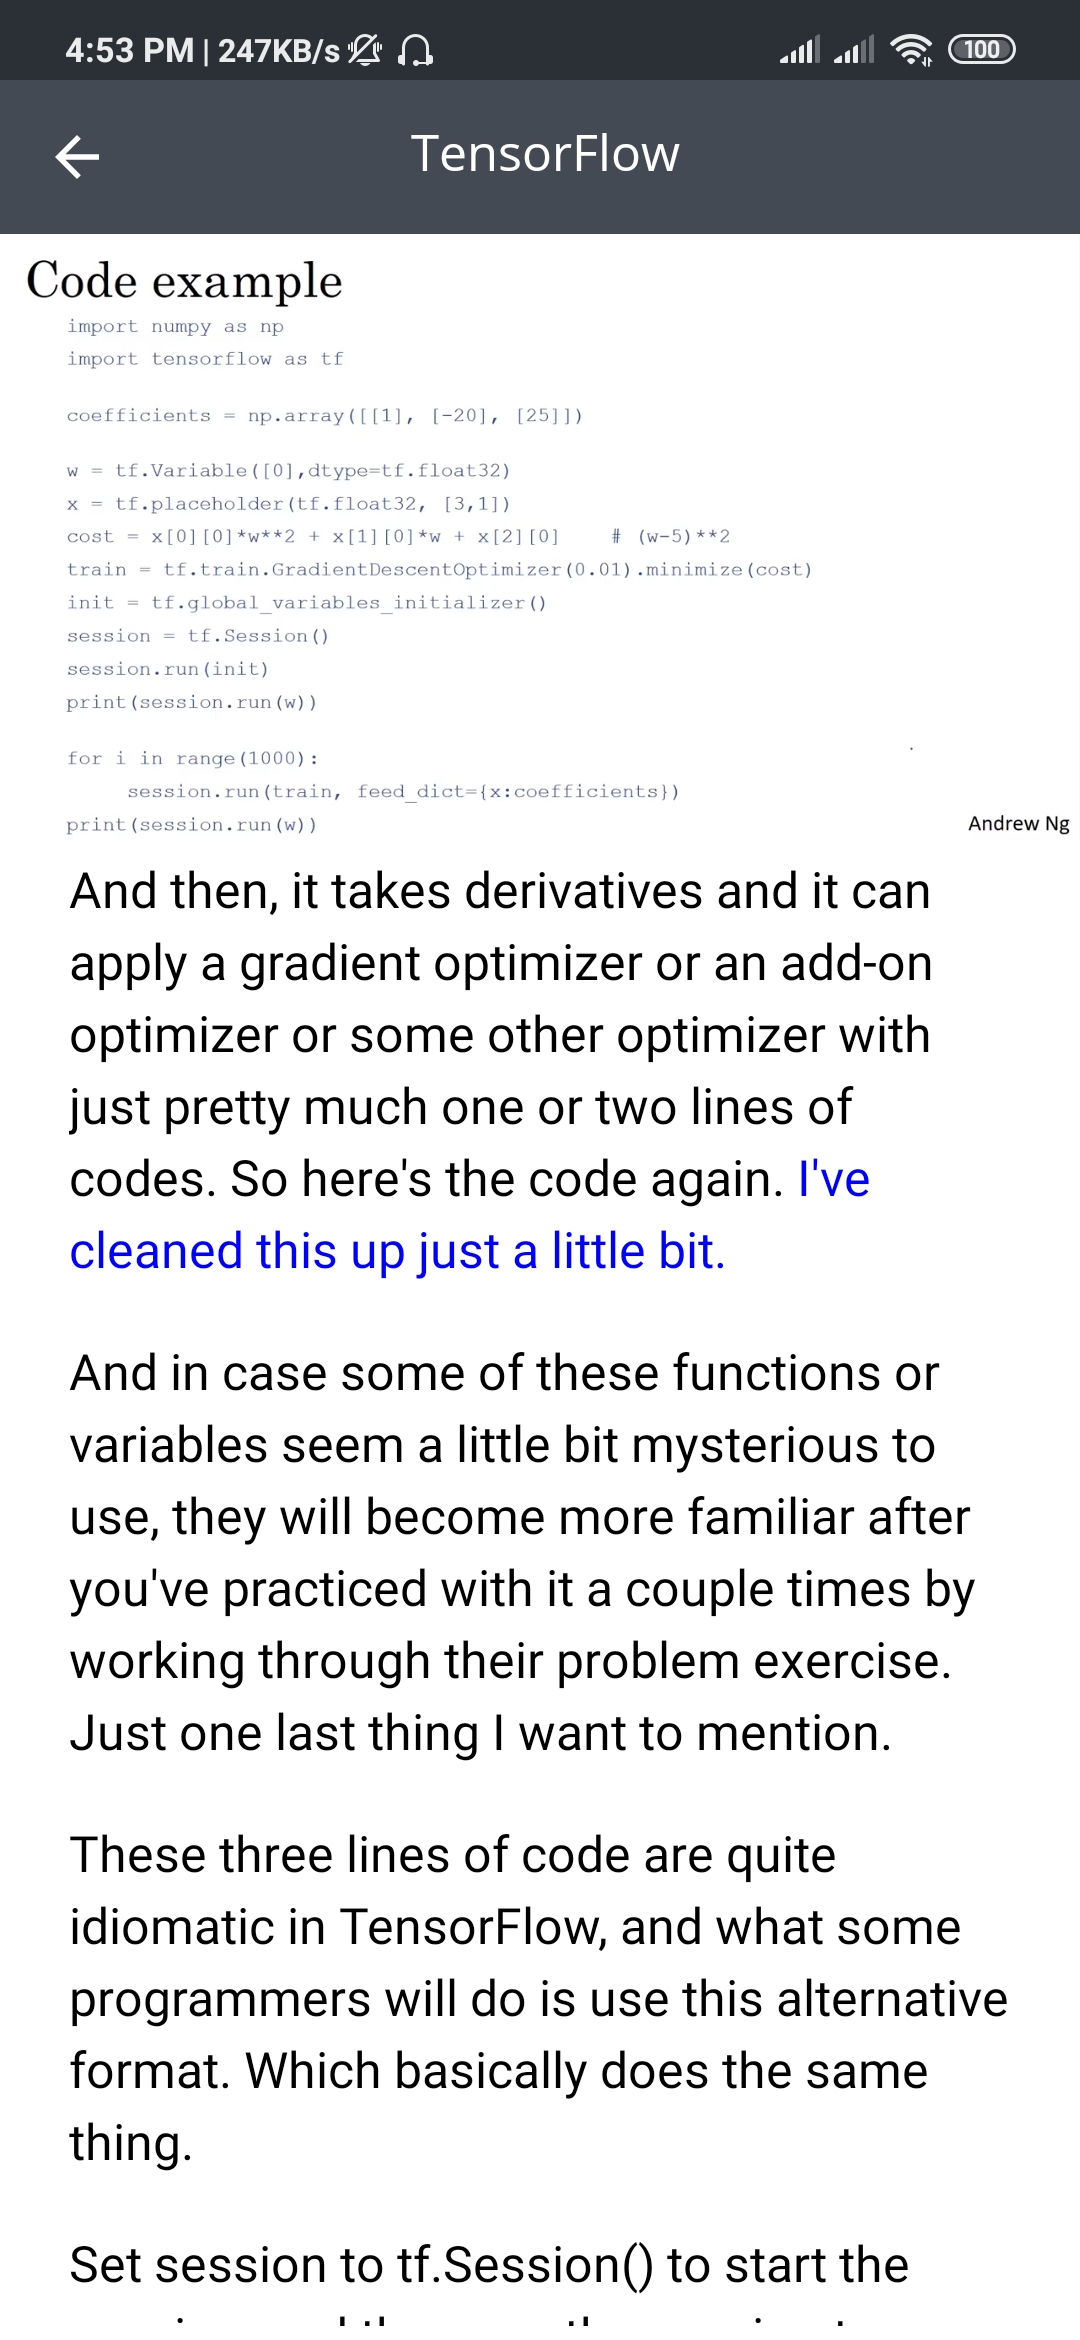 4:53 PM | 247KB/s 100
TensorFlow
Code example
import numpy as np
import tensorflow as tf
coefficients = np.array([[1], [-20], [25]])
w = tf.Variable([0],dtype=tf.float32)
x = tf.placeholder(tf.float32, [3,1])
cost = x[0][0]*w**2 + x[1][0]*w + x[2][0] # (w-5)**2
train = tf.train.GradientDescentOptimizer(0.01).minimize(cost)
init = tf.global_variables_initializer()
session = tf.Session()
session.run(init)
print(session.run(w))
for i in range(1000):
session.run(train, feed_dict={x:coefficients})
print(session.run(w))
Andrew Ng
And then, it takes derivatives and it can
apply a gradient optimizer or an add-on
optimizer or some other optimizer with
just pretty much one or two lines of
codes. So here's the code again. I've
cleaned this up just a little bit.
And in case some of these functions or
variables seem a little bit mysterious to
use, they will become more familiar after
you've practiced with it a couple times by
working through their problem exercise.
Just one last thing I want to mention.
These three lines of code are quite
idiomatic in TensorFlow, and what some
programmers will do is use this alternative
format. Which basically does the same
thing.
Set session to tf.Session() to start the